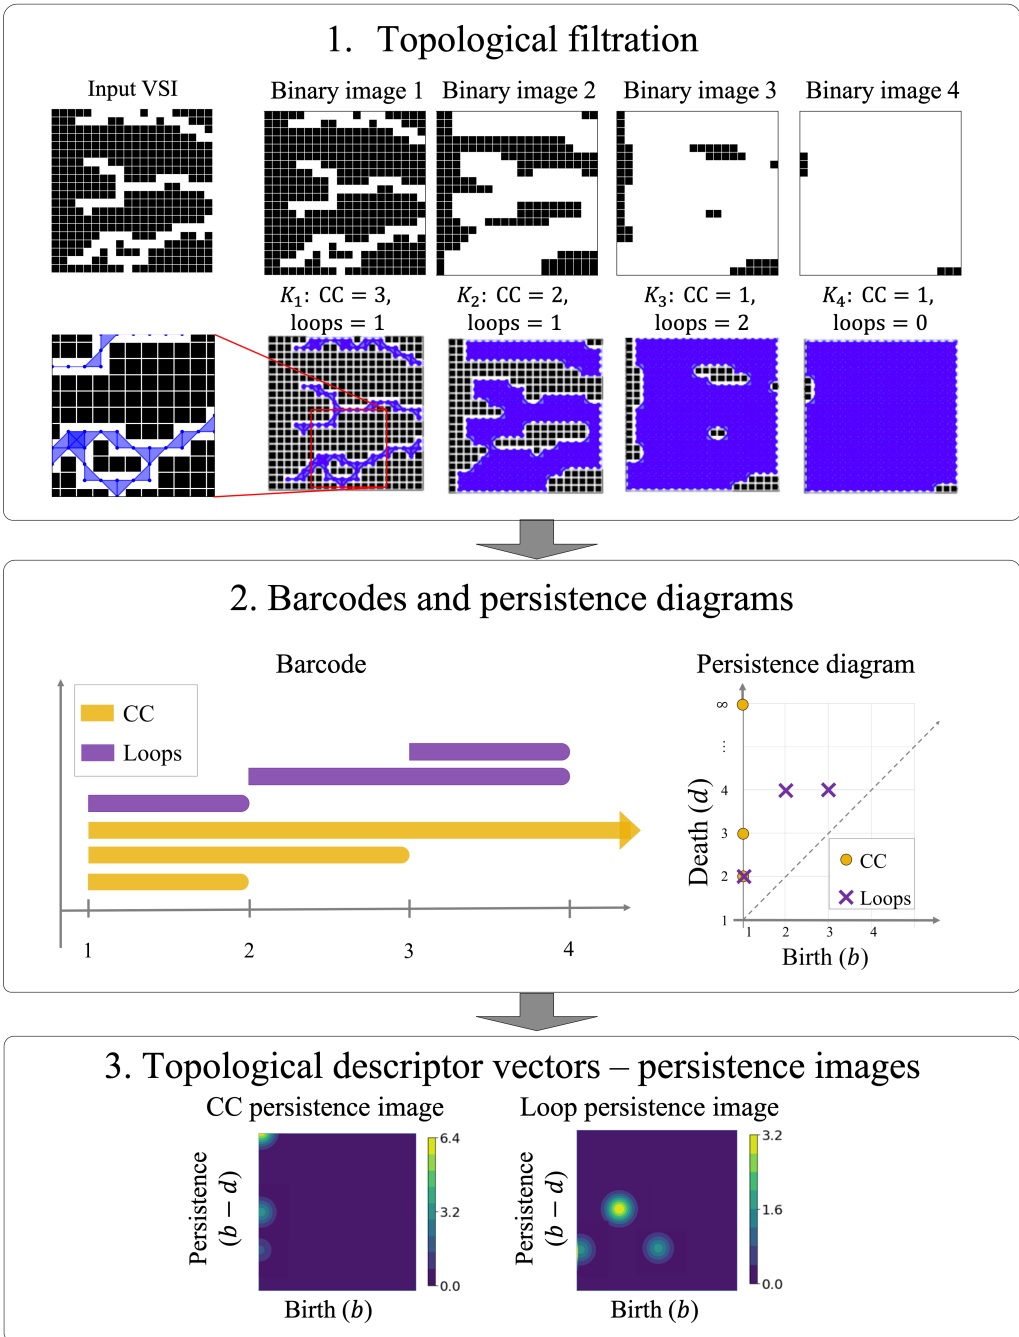 1. Topological filtration
Input VSI
Binary image 1
Binary image 2
Binary image 3
Binary image 4
K₁: CC = 3,
loops = 1
K₂: CC = 2,
loops = 1
K₃: CC = 1,
loops = 2
K₄: CC = 1,
loops = 0
2. Barcodes and persistence diagrams
Barcode
CC
Loops
1
2
3
4
Persistence diagram
Death (d)
∞
⋮
4
3
2
1
CC
Loops
1
2
3
4
Birth (b)
3. Topological descriptor vectors – persistence images
CC persistence image
Persistence
(b – d)
6.4
3.2
0.0
Birth (b)
Loop persistence image
Persistence
(b – d)
3.2
1.6
0.0
Birth (b)